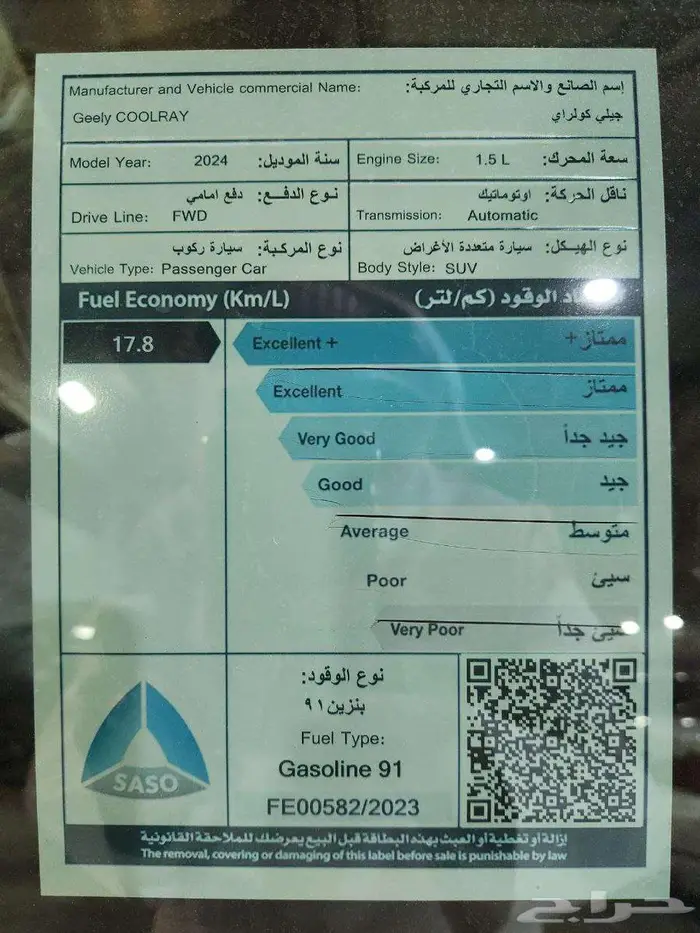 Manufacturer and Vehicle commercial Name: إسم الصانع والاسم التجاري للمركبة:
Geely COOLRAY جيلي كولراي
Model Year: 2024 سنة الموديل: Engine Size: 1.5 L سعة المحرك:
نوع الدفع: دفع امامي
Drive Line: FWD
ناقل الحركة: اوتوماتيك
Transmission: Automatic
نوع المركبة: سيارة ركوب
Vehicle Type: Passenger Car
نوع الهيكل: سيارة متعددة الأغراض
Body Style: SUV
Fuel Economy (Km/L) الوقود (كم/لتر)
17.8 Excellent + ممتاز+
Excellent ممتاز
Very Good جيد جداً
Good جيد
Average متوسط
Poor سيئ
Very Poor سيئ جداً
SASO
نوع الوقود:
بنزين ٩١
Fuel Type:
Gasoline 91
FE00582/2023
إزالة أو تغطية أو العبث بهذه البطاقة قبل البيع يعرضك للملاحقة القانونية
The removal, covering or damaging of this label before sale is punishable by law
حراج